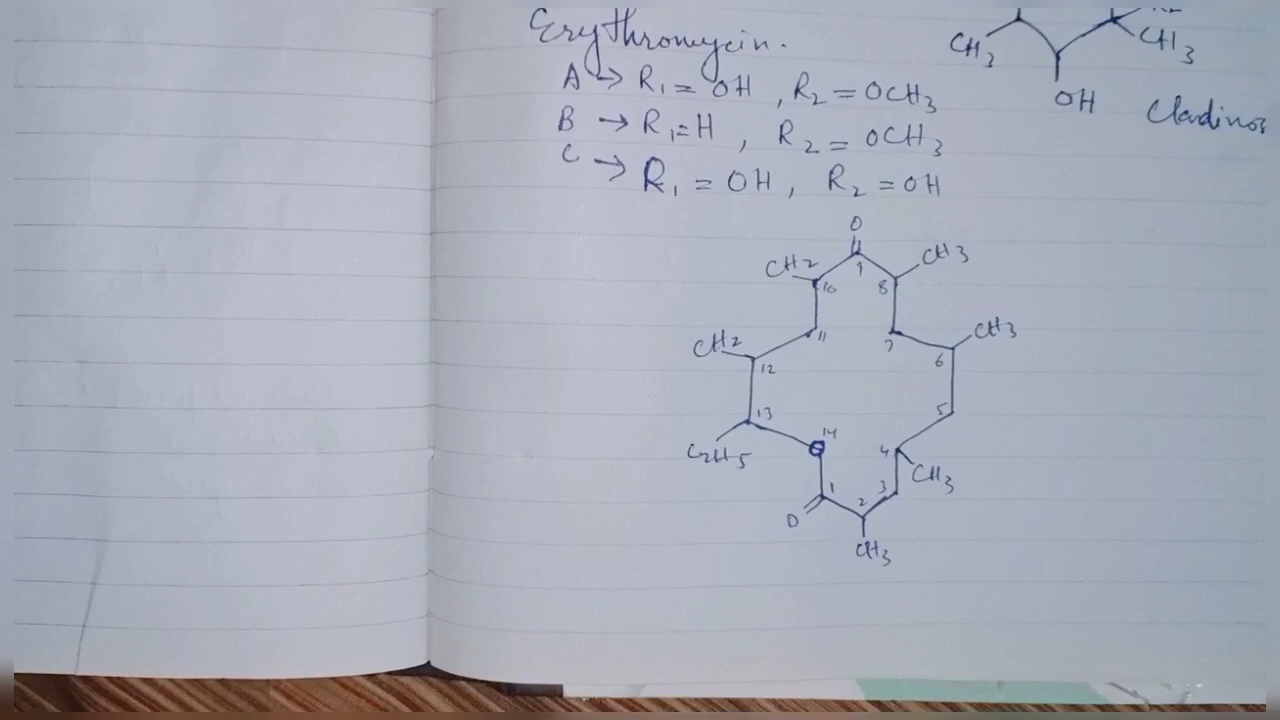 Erythromycin.
CH3
CH3
OH
A → R1 = OH , R2 = OCH3
B → R1=H , R2 = OCH3
C → R1 = OH, R2 = OH
O
CH2 9 CH3
10 8
11 7
CH3
CH2 6
12
13 5
14
C2H5 4
CH3
1 2 3
O
CH3